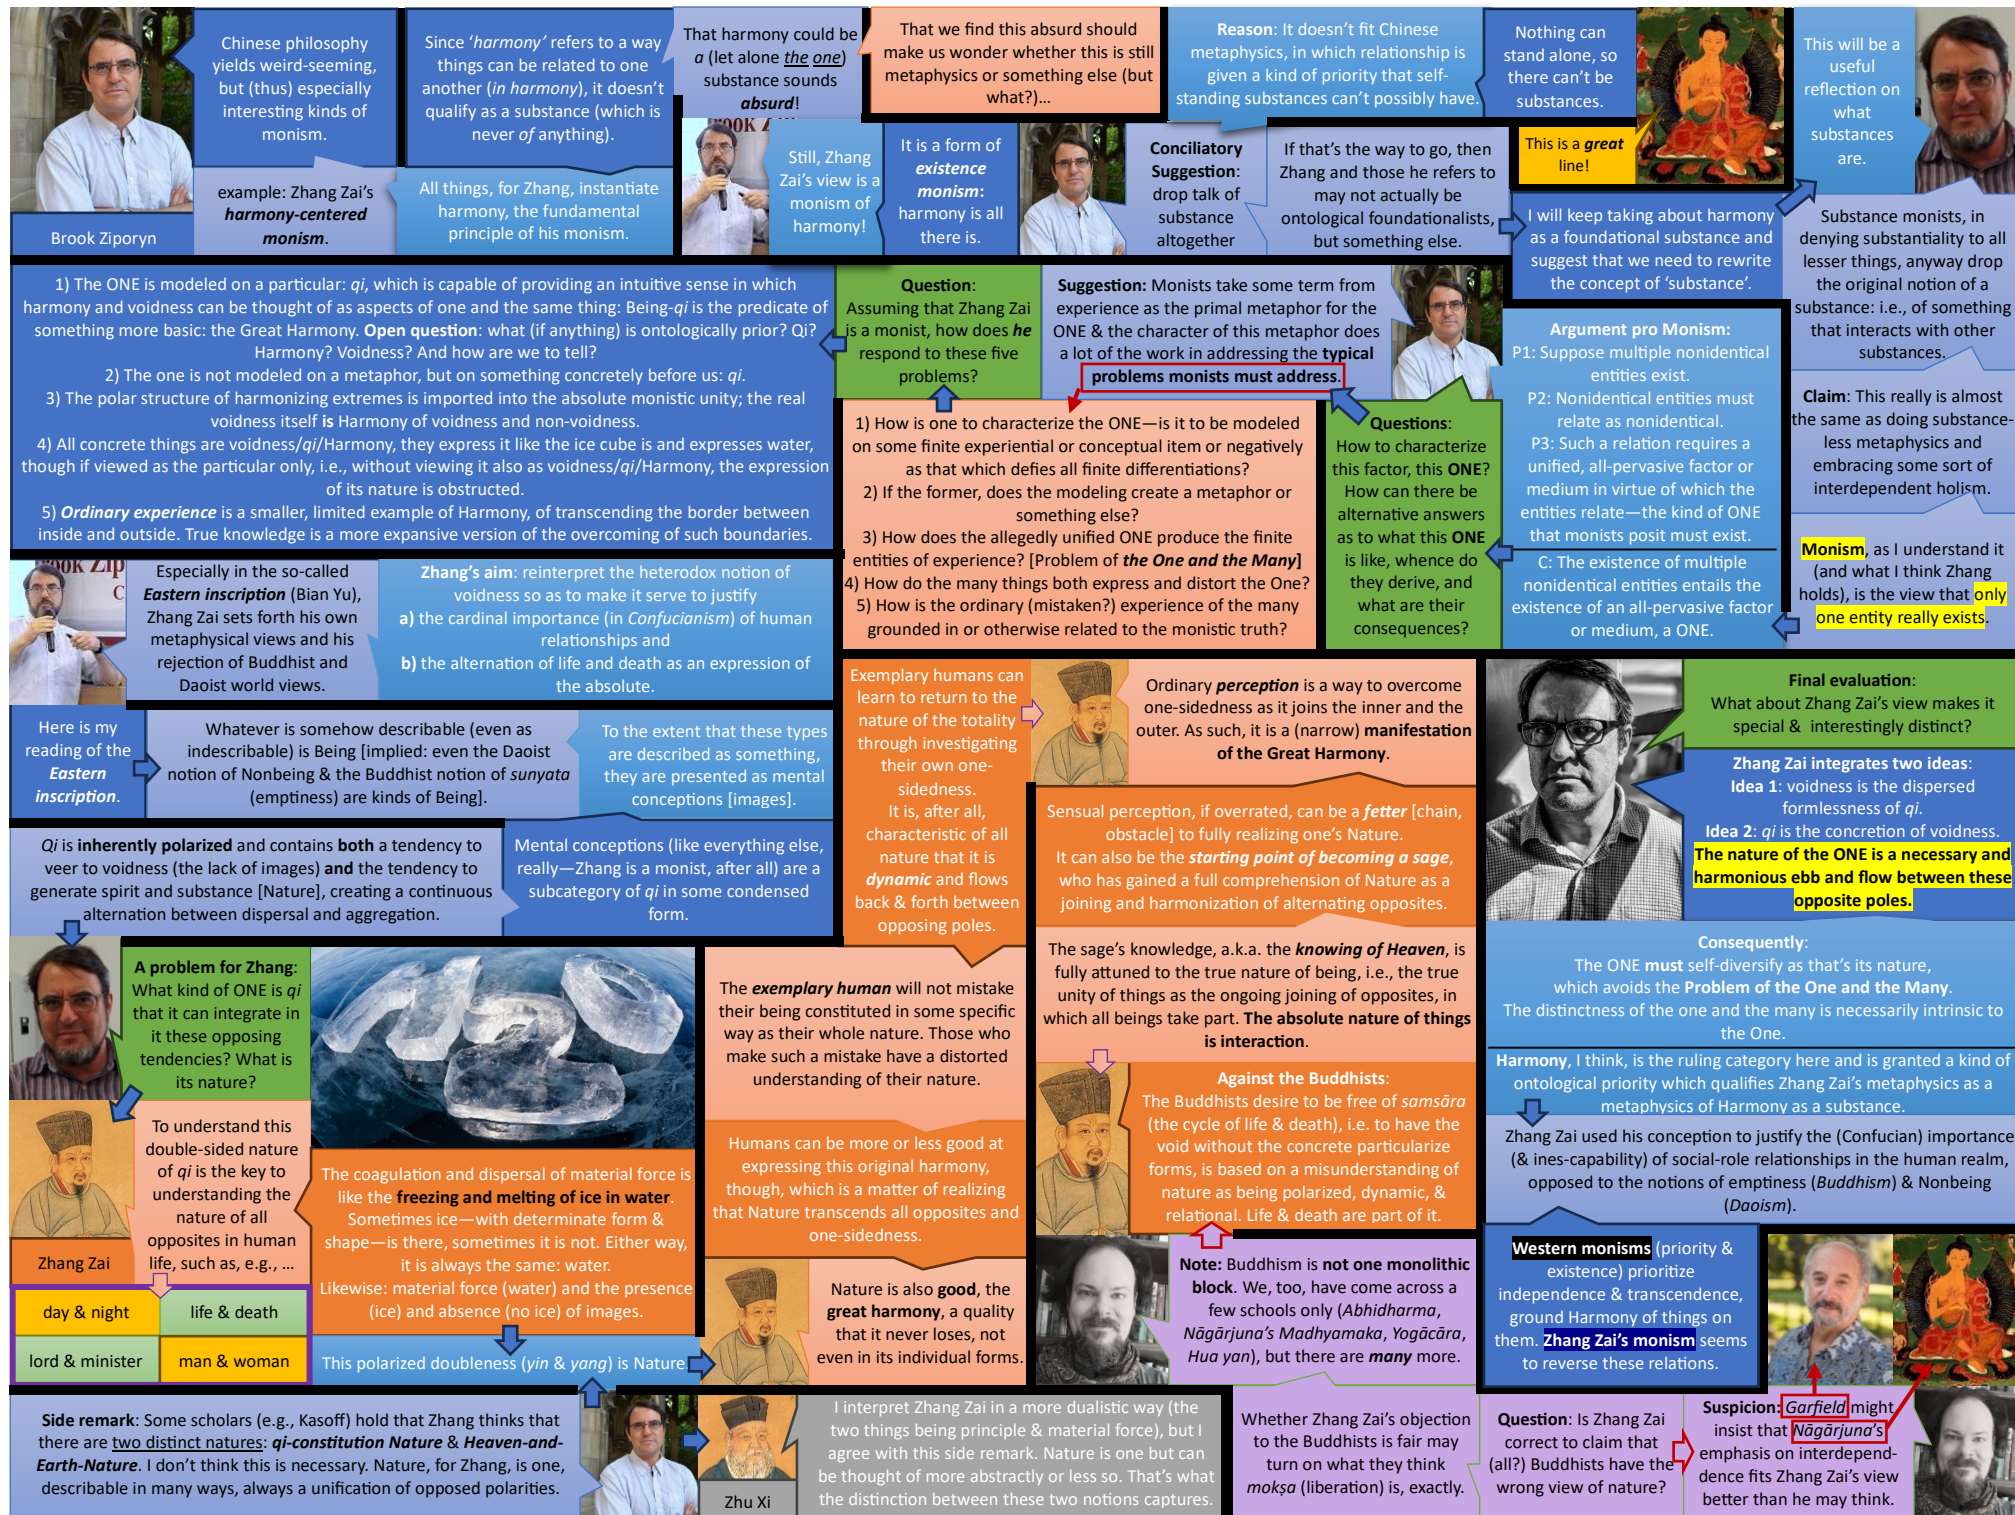 Chinese philosophy
yields weird-seeming,
but (thus) especially
interesting kinds of
monism.
Brook Ziporyn
example: Zhang Zai's
harmony-centered
monism.
Since 'harmony' refers to a way
things can be related to one
another (in harmony), it doesn't
qualify as a substance (which is
never of anything).
All things, for Zhang, instantiate
harmony, the fundamental
principle of his monism.
That harmony could be
a (let alone the one)
substance sounds
absurd!
Still, Zhang
Zai's view is a
monism of
harmony!
That we find this absurd should
make us wonder whether this is still
metaphysics or something else (but
what?)...
It is a form of
existence
monism:
harmony is all
there is.
Reason: It doesn't fit Chinese
metaphysics, in which relationship is
given a kind of priority that self-
standing substances can't possibly have.
Conciliatory
Suggestion:
drop talk of
substance
altogether
If that's the way to go, then
Zhang and those he refers to
may not actually be
ontological foundationalists,
but something else.
Nothing can
stand alone, so
there can't be
substances.
This is a great
line!
I will keep taking about harmony
as a foundational substance and
suggest that we need to rewrite
the concept of 'substance'.
This will be a
useful
reflection on
what
substances
are.
Substance monists, in
denying substantiality to all
lesser things, anyway drop
the original notion of a
substance: i.e., of something
that interacts with other
substances.
Claim: This really is almost
the same as doing substance-
less metaphysics and
embracing some sort of
interdependent holism.
Monism, as I understand it
(and what I think Zhang
holds), is the view that only
one entity really exists.
Argument pro Monism:
P1: Suppose multiple nonidentical
entities exist.
P2: Nonidentical entities must
relate as nonidentical.
P3: Such a relation requires a
unified, all-pervasive factor or
medium in virtue of which the
entities relate—the kind of ONE
that monists posit must exist.
C: The existence of multiple
nonidentical entities entails the
existence of an all-pervasive factor
or medium, a ONE.
Questions:
How to characterize
this factor, this ONE?
How can there be
alternative answers
as to what this ONE
is like, whence do
they derive, and
what are their
consequences?
Suggestion: Monists take some term from
experience as the primal metaphor for the
ONE & the character of this metaphor does
a lot of the work in addressing the typical
problems monists must address.
1) How is one to characterize the ONE—is it to be modeled
on some finite experiential or conceptual item or negatively
as that which defies all finite differentiations?
2) If the former, does the modeling create a metaphor or
something else?
3) How does the allegedly unified ONE produce the finite
entities of experience? [Problem of the One and the Many]
4) How do the many things both express and distort the One?
5) How is the ordinary (mistaken?) experience of the many
grounded in or otherwise related to the monistic truth?
Question:
Assuming that Zhang Zai
is a monist, how does he
respond to these five
problems?
1) The ONE is modeled on a particular: qi, which is capable of providing an intuitive sense in which
harmony and voidness can be thought of as aspects of one and the same thing: Being-qi is the predicate of
something more basic: the Great Harmony. Open question: what (if anything) is ontologically prior? Qi?
Harmony? Voidness? And how are we to tell?
2) The one is not modeled on a metaphor, but on something concretely before us: qi.
3) The polar structure of harmonizing extremes is imported into the absolute monistic unity; the real
voidness itself is Harmony of voidness and non-voidness.
4) All concrete things are voidness/qi/Harmony, they express it like the ice cube is and expresses water,
though if viewed as the particular only, i.e., without viewing it also as voidness/qi/Harmony, the expression
of its nature is obstructed.
5) Ordinary experience is a smaller, limited example of Harmony, of transcending the border between
inside and outside. True knowledge is a more expansive version of the overcoming of such boundaries.
Especially in the so-called
Eastern inscription (Bian Yu),
Zhang Zai sets forth his own
metaphysical views and his
rejection of Buddhist and
Daoist world views.
Zhang's aim: reinterpret the heterodox notion of
voidness so as to make it serve to justify
a) the cardinal importance (in Confucianism) of human
relationships and
b) the alternation of life and death as an expression of
the absolute.
Here is my
reading of the
Eastern
inscription.
Whatever is somehow describable (even as
indescribable) is Being [implied: even the Daoist
notion of Nonbeing & the Buddhist notion of sunyata
(emptiness) are kinds of Being].
To the extent that these types
are described as something,
they are presented as mental
conceptions [images].
Mental conceptions (like everything else,
really—Zhang is a monist, after all) are a
subcategory of qi in some condensed
form.
Qi is inherently polarized and contains both a tendency to
veer to voidness (the lack of images) and the tendency to
generate spirit and substance [Nature], creating a continuous
alternation between dispersal and aggregation.
A problem for Zhang:
What kind of ONE is qi
that it can integrate in
it these opposing
tendencies? What is
its nature?
Zhang Zai
To understand this
double-sided nature
of qi is the key to
understanding the
nature of all
opposites in human
life, such as, e.g., ...
day & night
life & death
lord & minister
man & woman
The coagulation and dispersal of material force is
like the freezing and melting of ice in water.
Sometimes ice—with determinate form &
shape—is there, sometimes it is not. Either way,
it is always the same: water.
Likewise: material force (water) and the presence
(ice) and absence (no ice) of images.
This polarized doubleness (yin & yang) is Nature.
Side remark: Some scholars (e.g., Kasoff) hold that Zhang thinks that
there are two distinct natures: qi-constitution Nature & Heaven-and-
Earth-Nature. I don't think this is necessary. Nature, for Zhang, is one,
describable in many ways, always a unification of opposed polarities.
Zhu Xi
I interpret Zhang Zai in a more dualistic way (the
two things being principle & material force), but I
agree with this side remark. Nature is one but can
be thought of more abstractly or less so. That's what
the distinction between these two notions captures.
Nature is also good, the
great harmony, a quality
that it never loses, not
even in its individual forms.
Humans can be more or less good at
expressing this original harmony,
though, which is a matter of realizing
that Nature transcends all opposites and
one-sidedness.
The exemplary human will not mistake
their being constituted in some specific
way as their whole nature. Those who
make such a mistake have a distorted
understanding of their nature.
Exemplary humans can
learn to return to the
nature of the totality
through investigating
their own one-
sidedness.
It is, after all,
characteristic of all
nature that it is
dynamic and flows
back & forth between
opposing poles.
Ordinary perception is a way to overcome
one-sidedness as it joins the inner and the
outer. As such, it is a (narrow) manifestation
of the Great Harmony.
Sensual perception, if overrated, can be a fetter [chain,
obstacle] to fully realizing one's Nature.
It can also be the starting point of becoming a sage,
who has gained a full comprehension of Nature as a
joining and harmonization of alternating opposites.
The sage's knowledge, a.k.a. the knowing of Heaven, is
fully attuned to the true nature of being, i.e., the true
unity of things as the ongoing joining of opposites, in
which all beings take part. The absolute nature of things
is interaction.
Against the Buddhists:
The Buddhists desire to be free of samsāra
(the cycle of life & death), i.e. to have the
void without the concrete particularize
forms, is based on a misunderstanding of
nature as being polarized, dynamic, &
relational. Life & death are part of it.
Note: Buddhism is not one monolithic
block. We, too, have come across a
few schools only (Abhidharma,
Nāgārjuna's Madhyamaka, Yogācāra,
Hua yan), but there are many more.
Whether Zhang Zai's objection
to the Buddhists is fair may
turn on what they think
mokṣa (liberation) is, exactly.
Question: Is Zhang Zai
correct to claim that
(all?) Buddhists have the
wrong view of nature?
Suspicion: Garfield might
insist that Nāgārjuna's
emphasis on interdepen-
dence fits Zhang Zai's view
better than he may think.
Final evaluation:
What about Zhang Zai's view makes it
special & interestingly distinct?
Zhang Zai integrates two ideas:
Idea 1: voidness is the dispersed
formlessness of qi.
Idea 2: qi is the concretion of voidness.
The nature of the ONE is a necessary and
harmonious ebb and flow between these
opposite poles.
Consequently:
The ONE must self-diversify as that's its nature,
which avoids the Problem of the One and the Many.
The distinctness of the one and the many is necessarily intrinsic to
the One.
Harmony, I think, is the ruling category here and is granted a kind of
ontological priority which qualifies Zhang Zai's metaphysics as a
metaphysics of Harmony as a substance.
Zhang Zai used his conception to justify the (Confucian) importance
(& ines-capability) of social-role relationships in the human realm,
opposed to the notions of emptiness (Buddhism) & Nonbeing
(Daoism).
Western monisms (priority &
existence) prioritize
independence & transcendence,
ground Harmony of things on
them. Zhang Zai's monism seems
to reverse these relations.